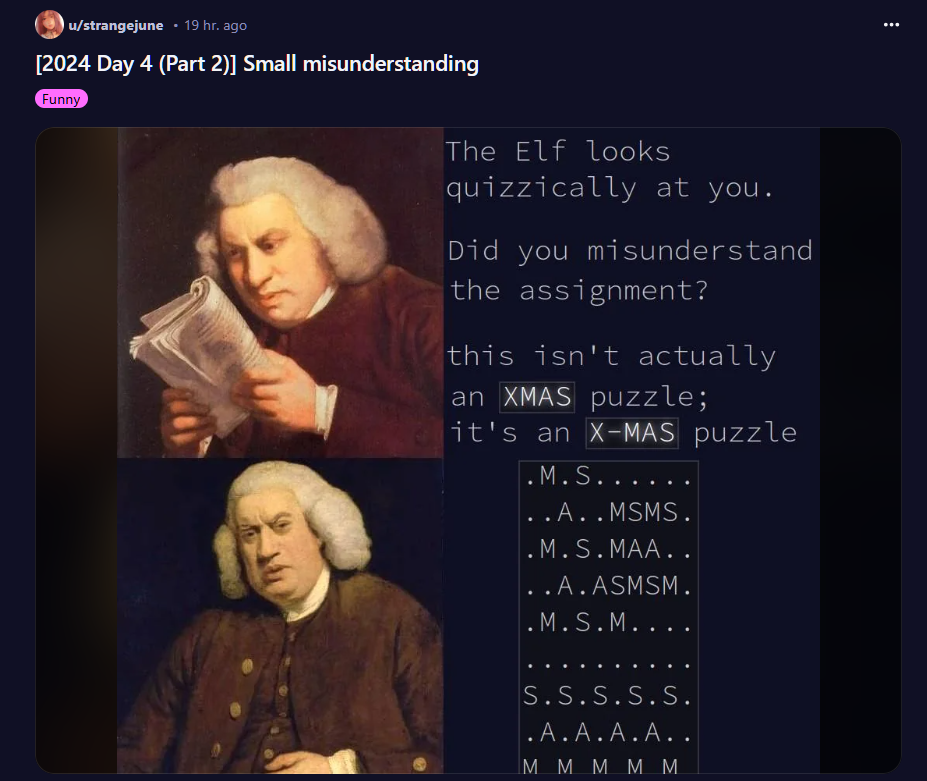 u/strangejune • 19 hr. ago
[2024 Day 4 (Part 2)] Small misunderstanding
Funny
The Elf looks
quizzically at you.
Did you misunderstand
the assignment?
this isn't actually
an XMAS puzzle;
it's an X-MAS puzzle
.M.S......
..A..MSMS.
.M.S.MAA..
..A.ASMSM.
.M.S.M....
..........
S.S.S.S.S.
.A.A.A.A..
M M M M M